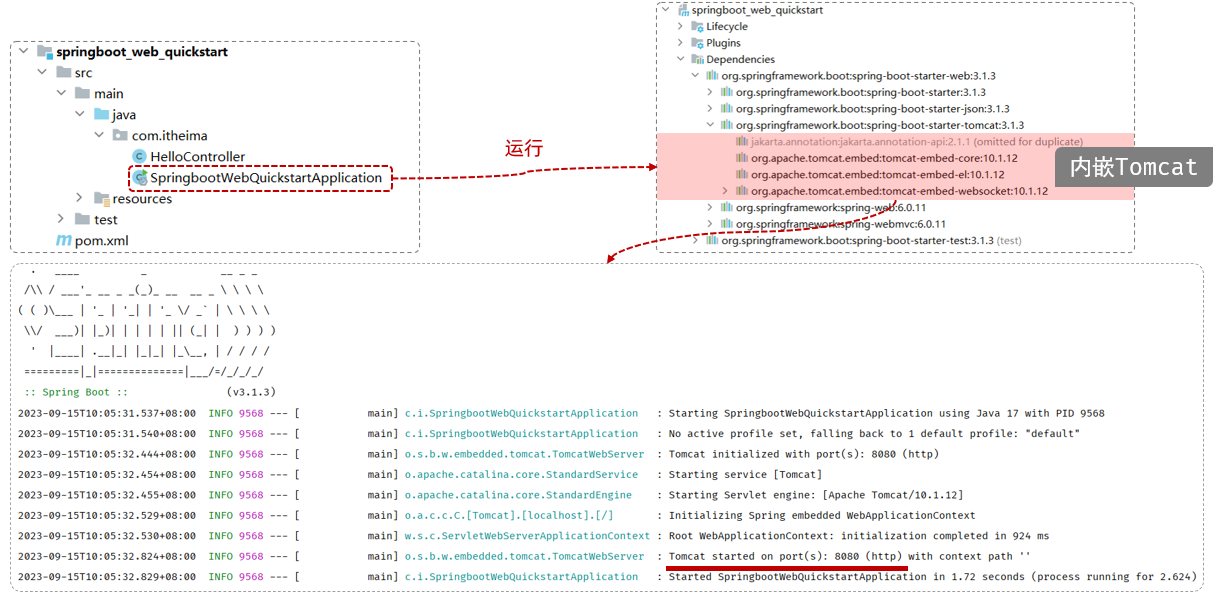 springboot_web_quickstart
src
main
java
com.itheima
HelloController
SpringbootWebQuickstartApplication
resources
test
pom.xml
运行
springboot_web_quickstart
Lifecycle
Plugins
Dependencies
org.springframework.boot:spring-boot-starter-web:3.1.3
org.springframework.boot:spring-boot-starter:3.1.3
org.springframework.boot:spring-boot-starter-json:3.1.3
org.springframework.boot:spring-boot-starter-tomcat:3.1.3
jakarta.annotation:jakarta.annotation-api:2.1.1 (omitted for duplicate)
org.apache.tomcat.embed:tomcat-embed-core:10.1.12
org.apache.tomcat.embed:tomcat-embed-el:10.1.12
org.apache.tomcat.embed:tomcat-embed-websocket:10.1.12
org.springframework:spring-web:6.0.11
org.springframework:spring-webmvc:6.0.11
org.springframework.boot:spring-boot-starter-test:3.1.3 (test)
内嵌Tomcat
:: Spring Boot :: (v3.1.3)
2023-09-15T10:05:31.537+08:00 INFO 9568 --- [ main] c.i.SpringbootWebQuickstartApplication : Starting SpringbootWebQuickstartApplication using Java 17 with PID 9568
2023-09-15T10:05:31.540+08:00 INFO 9568 --- [ main] c.i.SpringbootWebQuickstartApplication : No active profile set, falling back to 1 default profile: "default"
2023-09-15T10:05:32.444+08:00 INFO 9568 --- [ main] o.s.b.w.embedded.tomcat.TomcatWebServer : Tomcat initialized with port(s): 8080 (http)
2023-09-15T10:05:32.454+08:00 INFO 9568 --- [ main] o.apache.catalina.core.StandardService : Starting service [Tomcat]
2023-09-15T10:05:32.455+08:00 INFO 9568 --- [ main] o.apache.catalina.core.StandardEngine : Starting Servlet engine: [Apache Tomcat/10.1.12]
2023-09-15T10:05:32.529+08:00 INFO 9568 --- [ main] o.a.c.c.C.[Tomcat].[localhost].[/] : Initializing Spring embedded WebApplicationContext
2023-09-15T10:05:32.530+08:00 INFO 9568 --- [ main] w.s.c.ServletWebServerApplicationContext : Root WebApplicationContext: initialization completed in 924 ms
2023-09-15T10:05:32.824+08:00 INFO 9568 --- [ main] o.s.b.w.embedded.tomcat.TomcatWebServer : Tomcat started on port(s): 8080 (http) with context path ''
2023-09-15T10:05:32.829+08:00 INFO 9568 --- [ main] c.i.SpringbootWebQuickstartApplication : Started SpringbootWebQuickstartApplication in 1.72 seconds (process running for 2.624)